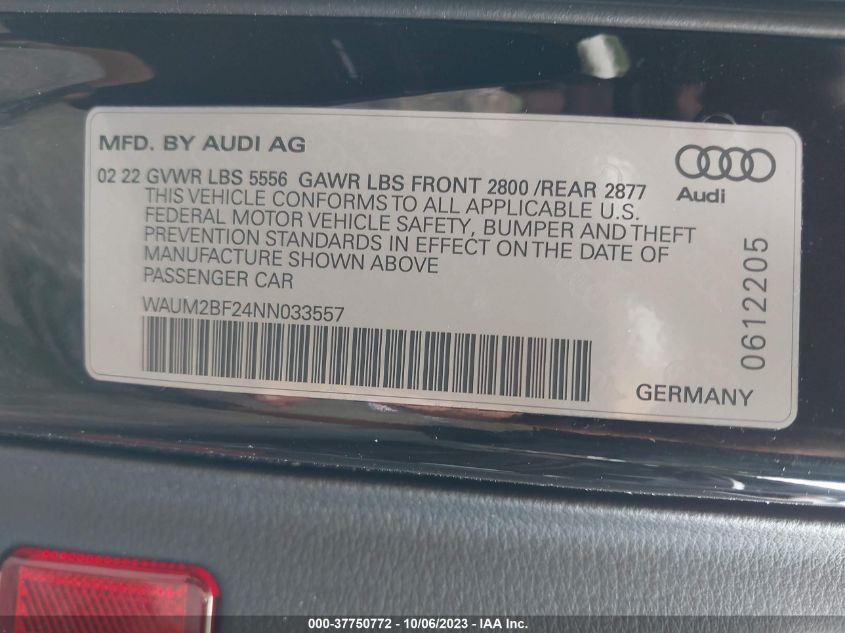 MFD. BY AUDI AG
Audi
02 22 GVWR LBS 5556 GAWR LBS FRONT 2800 /REAR 2877
THIS VEHICLE CONFORMS TO ALL APPLICABLE U.S.
FEDERAL MOTOR VEHICLE SAFETY, BUMPER AND THEFT
PREVENTION STANDARDS IN EFFECT ON THE DATE OF
MANUFACTURE SHOWN ABOVE
PASSENGER CAR
WAUM2BF24NN033557
0612205
GERMANY
000-37750772 - 10/06/2023 - IAA Inc.